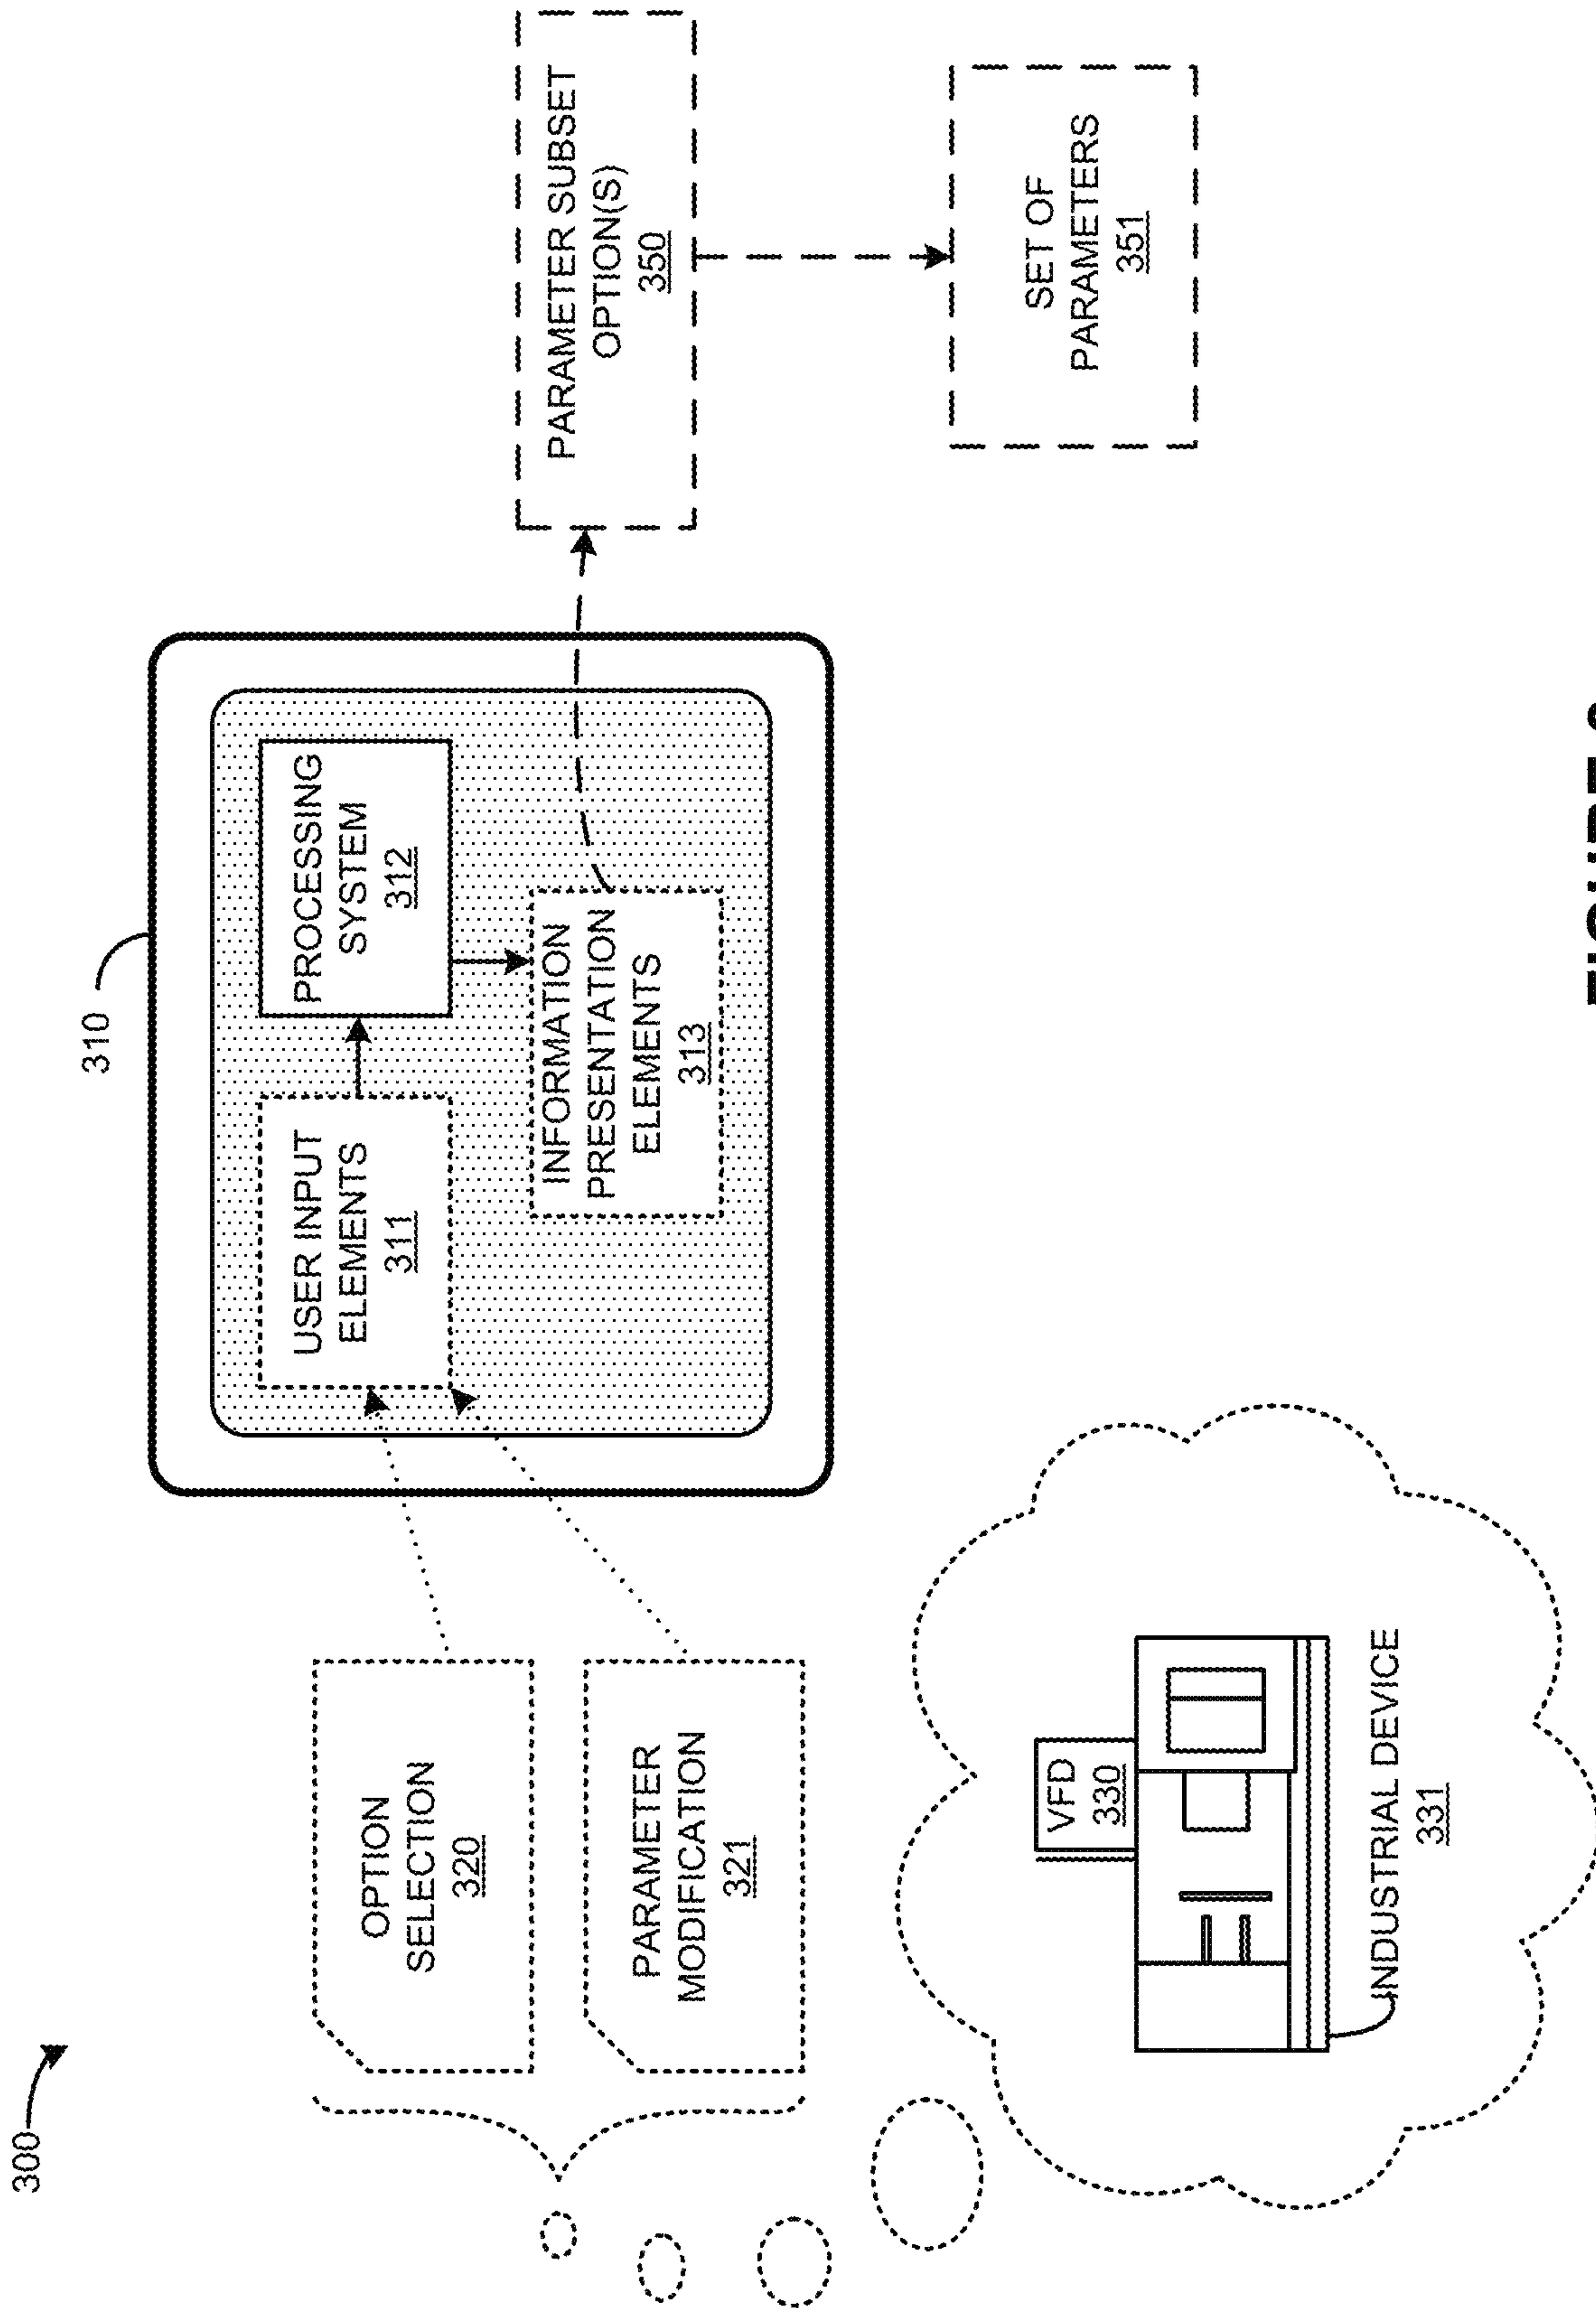 300
310
OPTION
SELECTION
320
PARAMETER
MODIFICATION
321
USER INPUT
ELEMENTS
311
PROCESSING
SYSTEM
312
INFORMATION
PRESENTATION
ELEMENTS
313
PARAMETER SUBSET
OPTION(S)
350
SET OF
PARAMETERS
351
VFD
330
INDUSTRIAL DEVICE
331
FIGURE